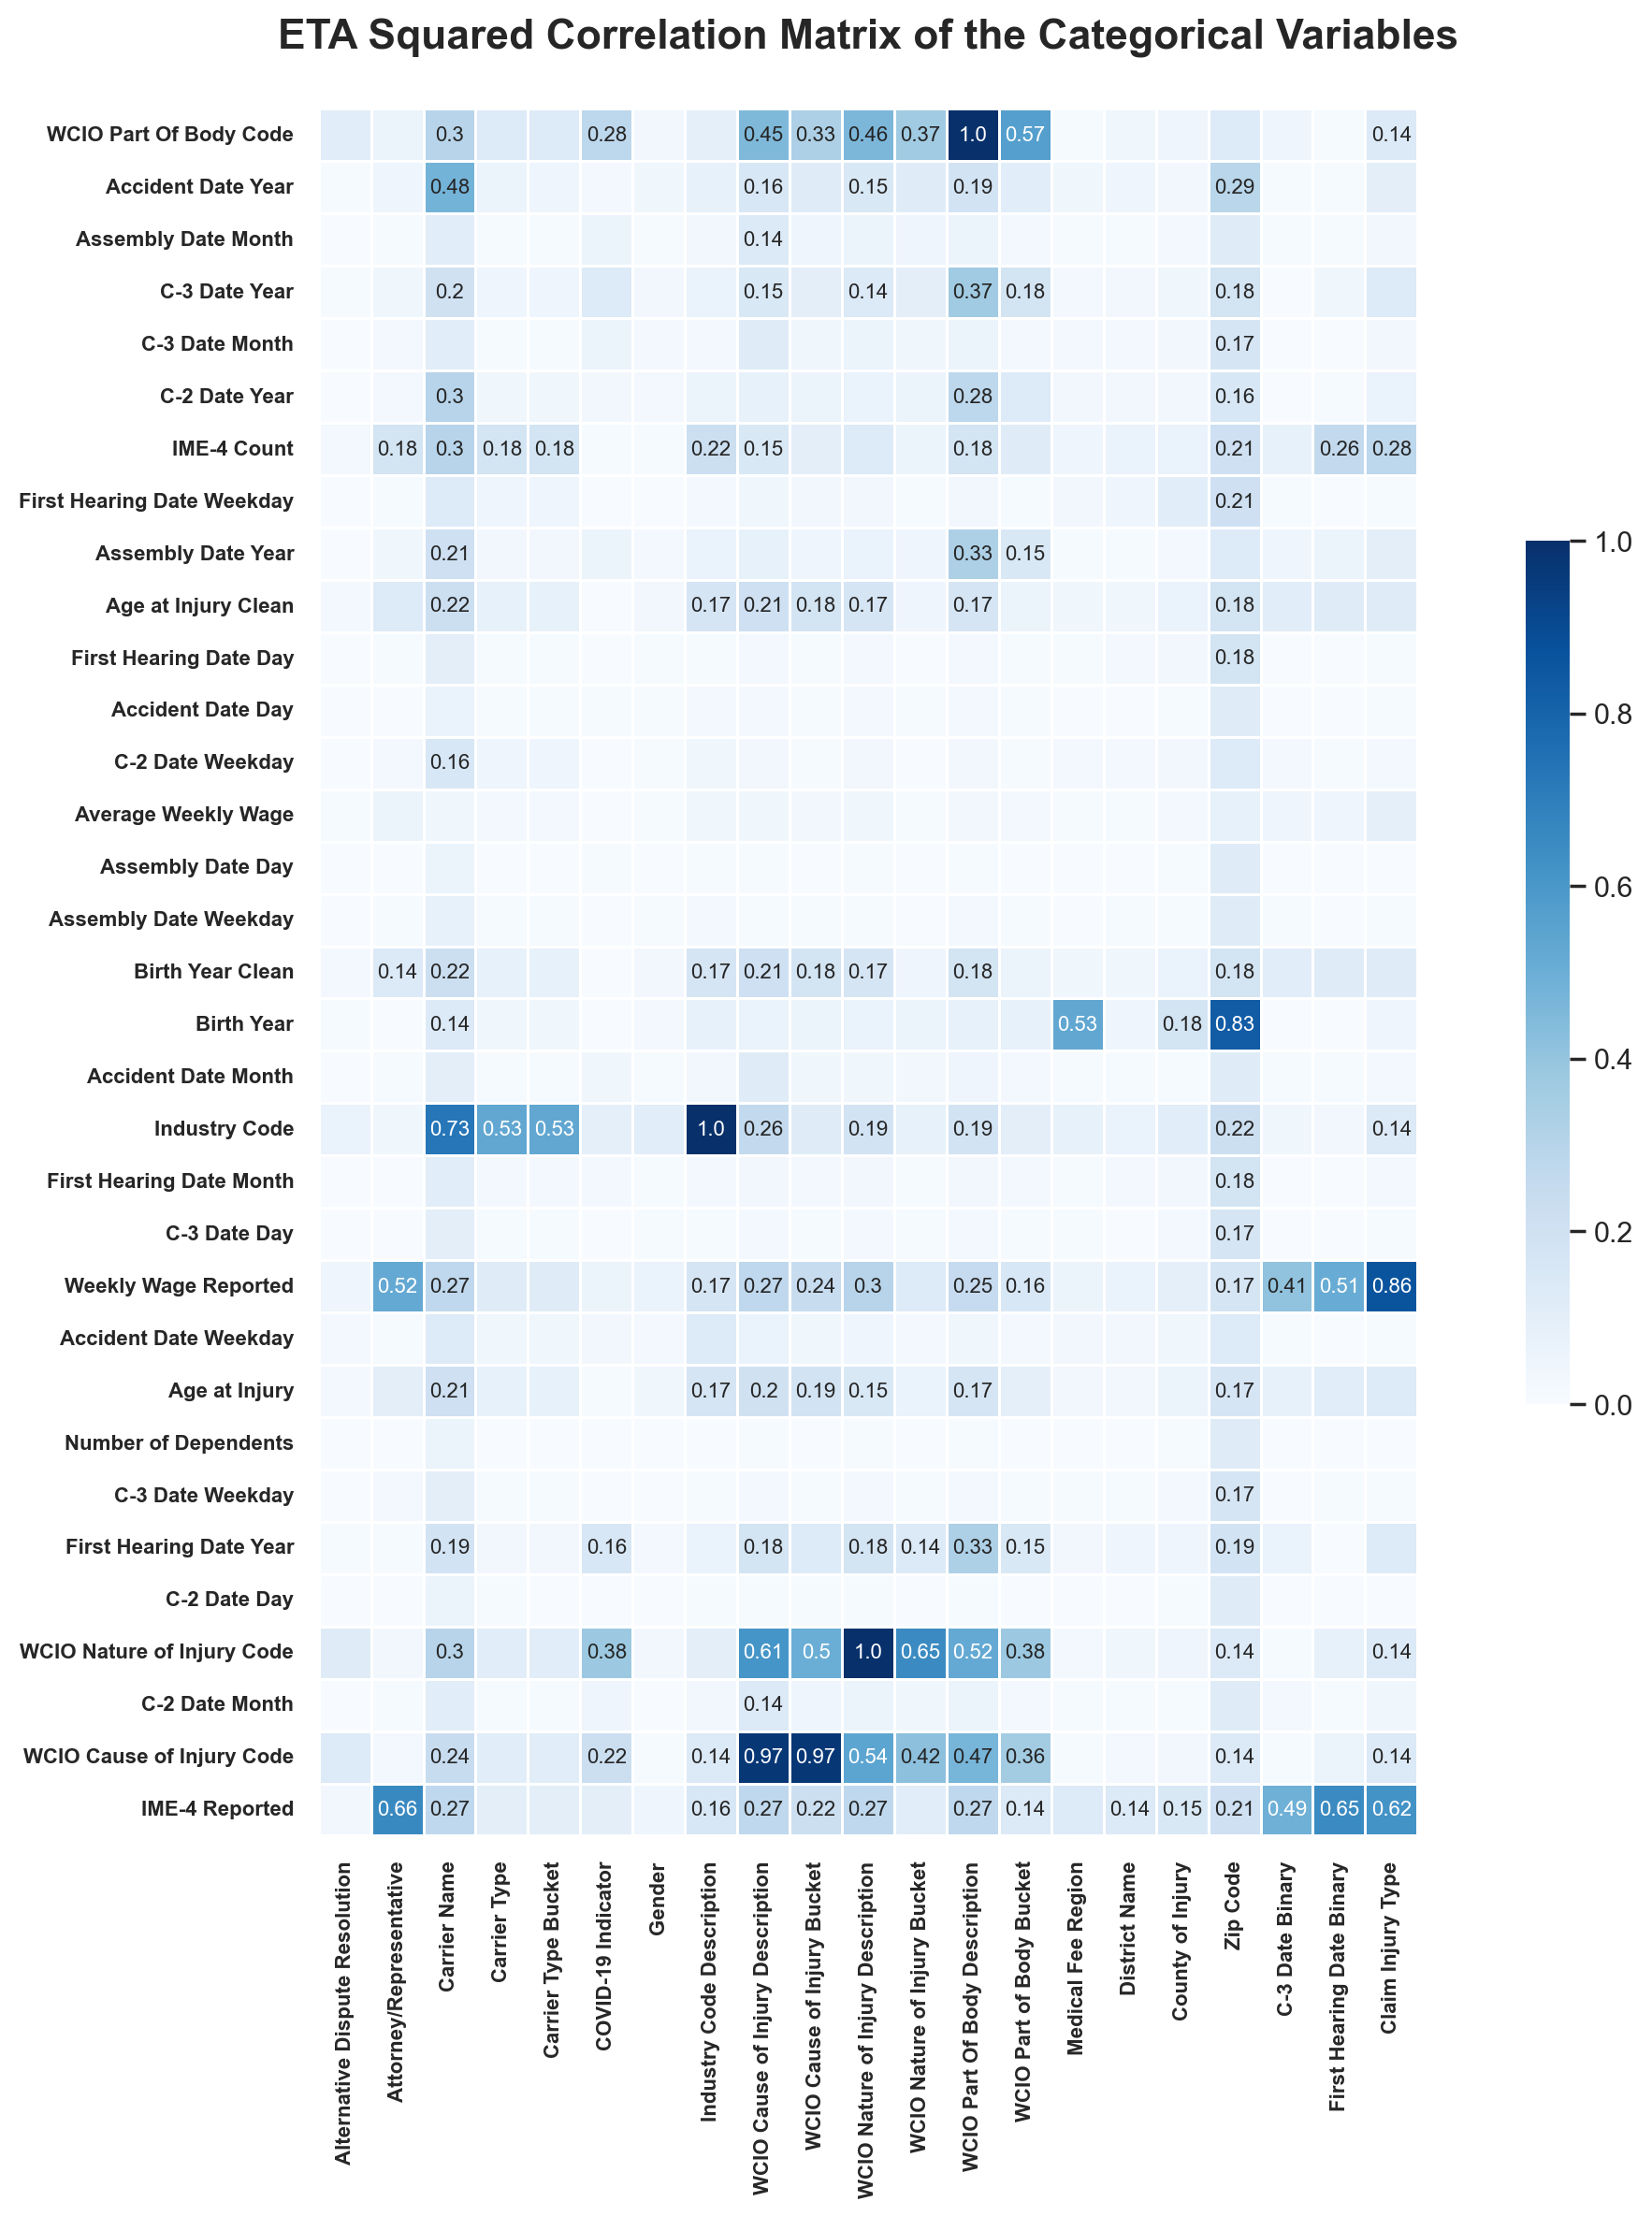 ETA Squared Correlation Matrix of the Categorical Variables
WCIO Part Of Body Code 0.3 0.28 0.45 0.33 0.46 0.37 1.0 0.57 0.14
Accident Date Year 0.48 0.16 0.15 0.19 0.29
Assembly Date Month 0.14
C-3 Date Year 0.2 0.15 0.14 0.37 0.18 0.18
C-3 Date Month 0.17
C-2 Date Year 0.3 0.28 0.16
IME-4 Count 0.18 0.3 0.18 0.18 0.22 0.15 0.18 0.21 0.26 0.28
First Hearing Date Weekday 0.21
Assembly Date Year 0.21 0.33 0.15
Age at Injury Clean 0.22 0.17 0.21 0.18 0.17 0.17 0.18
First Hearing Date Day 0.18
Accident Date Day
C-2 Date Weekday 0.16
Average Weekly Wage
Assembly Date Day
Assembly Date Weekday
Birth Year Clean 0.14 0.22 0.17 0.21 0.18 0.17 0.18 0.18
Birth Year 0.14 0.53 0.18 0.83
Accident Date Month
Industry Code 0.73 0.53 0.53 1.0 0.26 0.19 0.19 0.22 0.14
First Hearing Date Month 0.18
C-3 Date Day 0.17
Weekly Wage Reported 0.52 0.27 0.17 0.27 0.24 0.3 0.25 0.16 0.17 0.41 0.51 0.86
Accident Date Weekday
Age at Injury 0.21 0.17 0.2 0.19 0.15 0.17 0.17
Number of Dependents
C-3 Date Weekday 0.17
First Hearing Date Year 0.19 0.16 0.18 0.18 0.14 0.33 0.15 0.19
C-2 Date Day
WCIO Nature of Injury Code 0.3 0.38 0.61 0.5 1.0 0.65 0.52 0.38 0.14 0.14
C-2 Date Month 0.14
WCIO Cause of Injury Code 0.24 0.22 0.14 0.97 0.97 0.54 0.42 0.47 0.36 0.14 0.14
IME-4 Reported 0.66 0.27 0.16 0.27 0.22 0.27 0.27 0.14 0.14 0.15 0.21 0.49 0.65 0.62
Alternative Dispute Resolution
Attorney/Representative
Carrier Name
Carrier Type
Carrier Type Bucket
COVID-19 Indicator
Gender
Industry Code Description
WCIO Cause of Injury Description
WCIO Cause of Injury Bucket
WCIO Nature of Injury Description
WCIO Nature of Injury Bucket
WCIO Part Of Body Description
WCIO Part of Body Bucket
Medical Fee Region
District Name
County of Injury
Zip Code
C-3 Date Binary
First Hearing Date Binary
Claim Injury Type
1.0
0.8
0.6
0.4
0.2
0.0